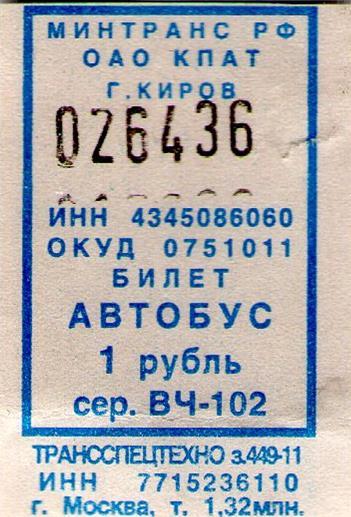 МИНТРАНС РФ
ОАО КПАТ
Г.КИРОВ
026436
ИНН 4345086060
ОКУД 0751011
БИЛЕТ
АВТОБУС
1 рубль
сер. ВЧ-102
ТРАНССПЕЦТЕХНО з.449-11
ИНН 7715236110
г. Москва, т. 1,32млн.